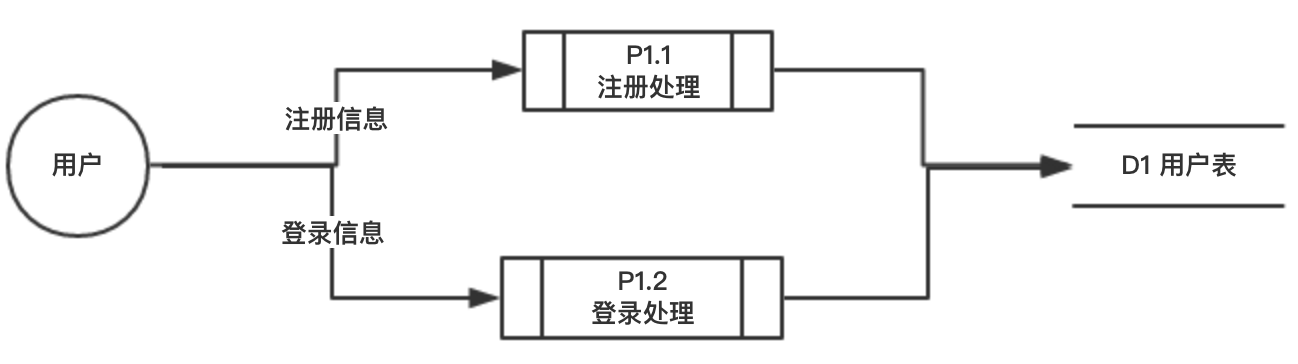 P1.1
注册处理
注册信息
用户
D1 用户表
登录信息
P1.2
登录处理